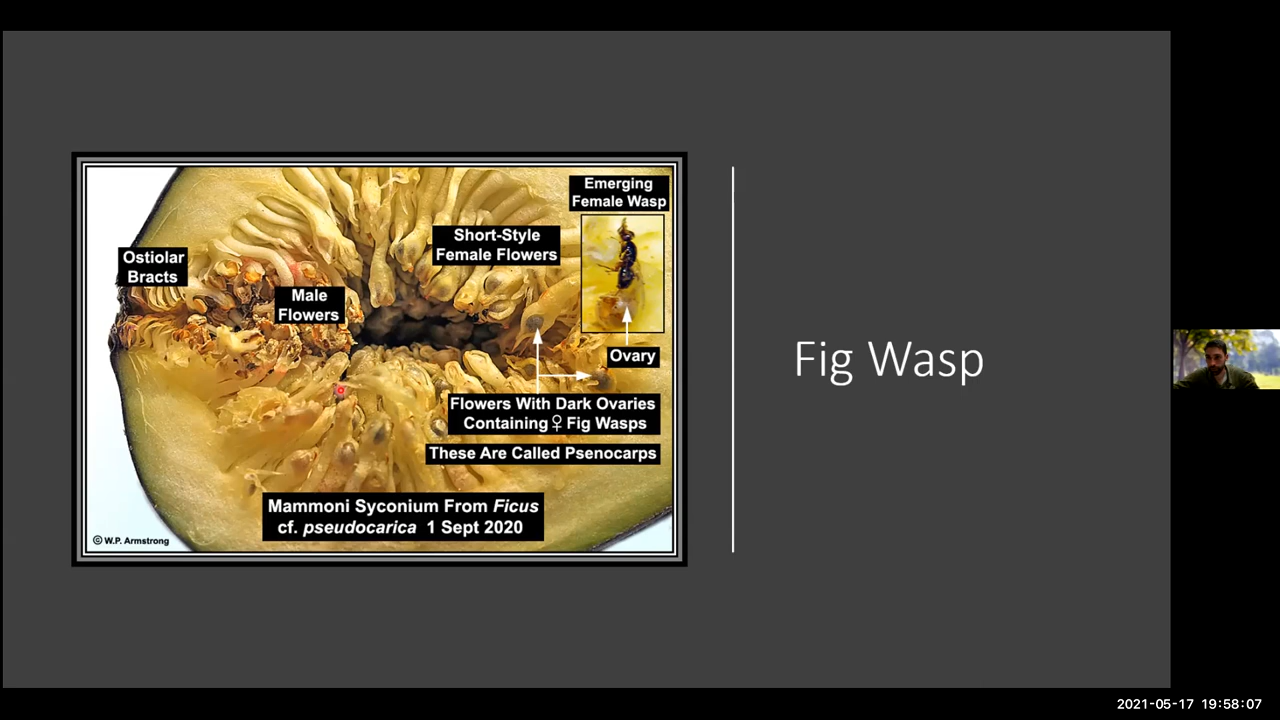 Emerging
Female Wasp
Short-Style
Female Flowers
Ostiolar
Bracts
Male
Flowers
Ovary
Fig Wasp
Flowers With Dark Ovaries
Containing ♀ Fig Wasps
These Are Called Psenocarps
Mammoni Syconium From Ficus
cf. pseudocarica 1 Sept 2020
© W.P. Armstrong
2021-05-17 19:58:07